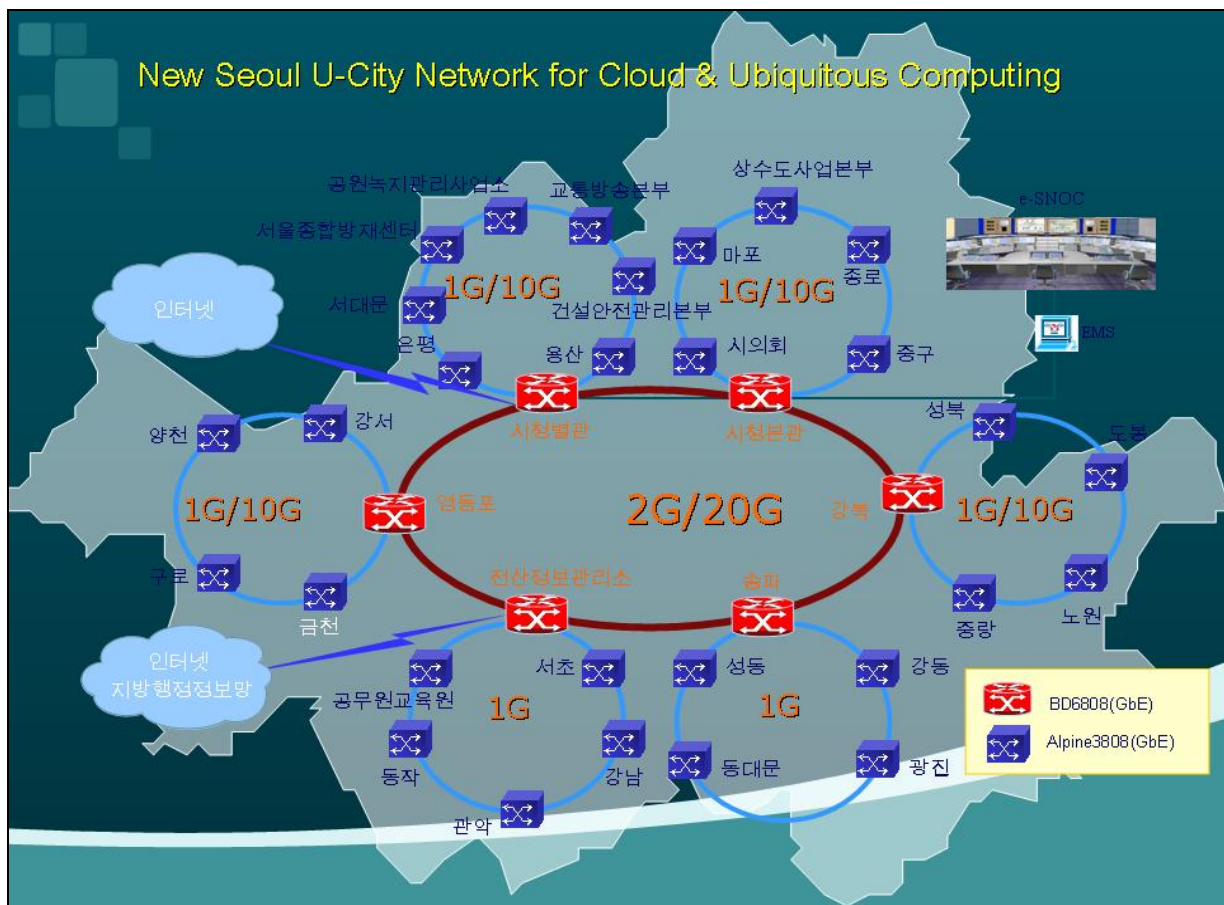 New Seoul U-City Network for Cloud & Ubiquitous Computing
공원녹지관리사업소
교통방송본부
상수도사업본부
e-SNOC
서울종합방재센터
마포
종로
1G/10G
1G/10G
인터넷
서대문
건설안전관리본부
은평
용산
시의회
중구
EMS
시청별관
시청본관
성북
도봉
양천
강서
1G/10G
영등포
2G/20G
강북
1G/10G
구로
금천
전산정보관리소
송파
중랑
노원
인터넷
지방행정정보망
공무원교육원
서초
1G
성동
강동
1G
동작
강남
동대문
광진
관악
BD6808(GbE)
Alpine3808(GbE)